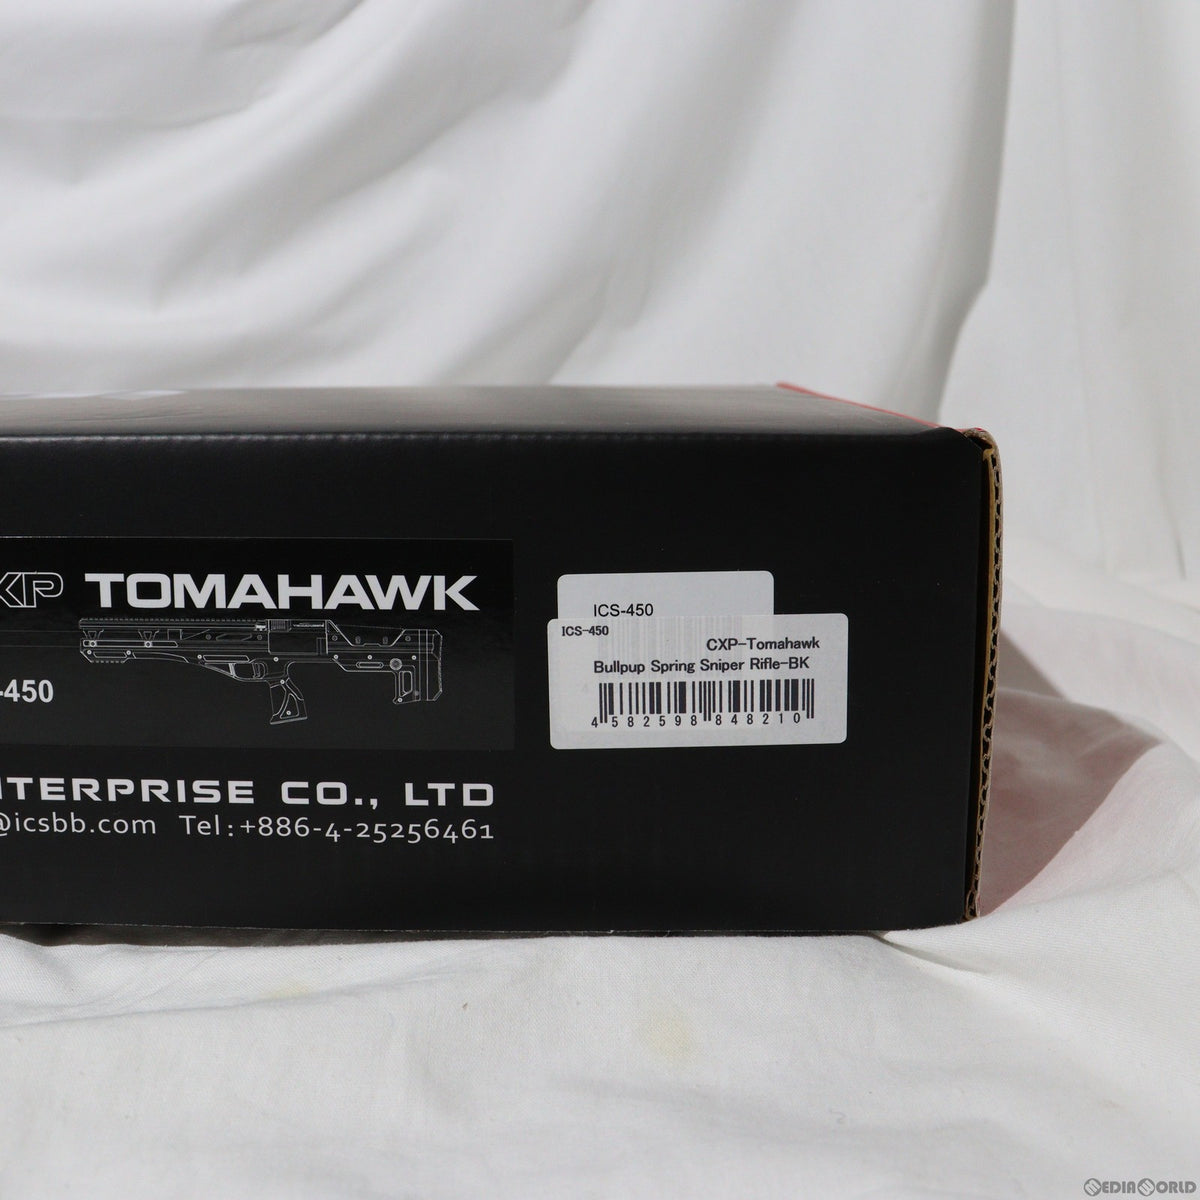 XP TOMAHAWK
-450
NTERPRISE CO., LTD
@icsbb.com Tel:+886-4-25256461
ICS-450
ICS-450
CXP-Tomahawk
Bullpup Spring Sniper Rifle-BK
4 582598 848210
MEDIAWORLD